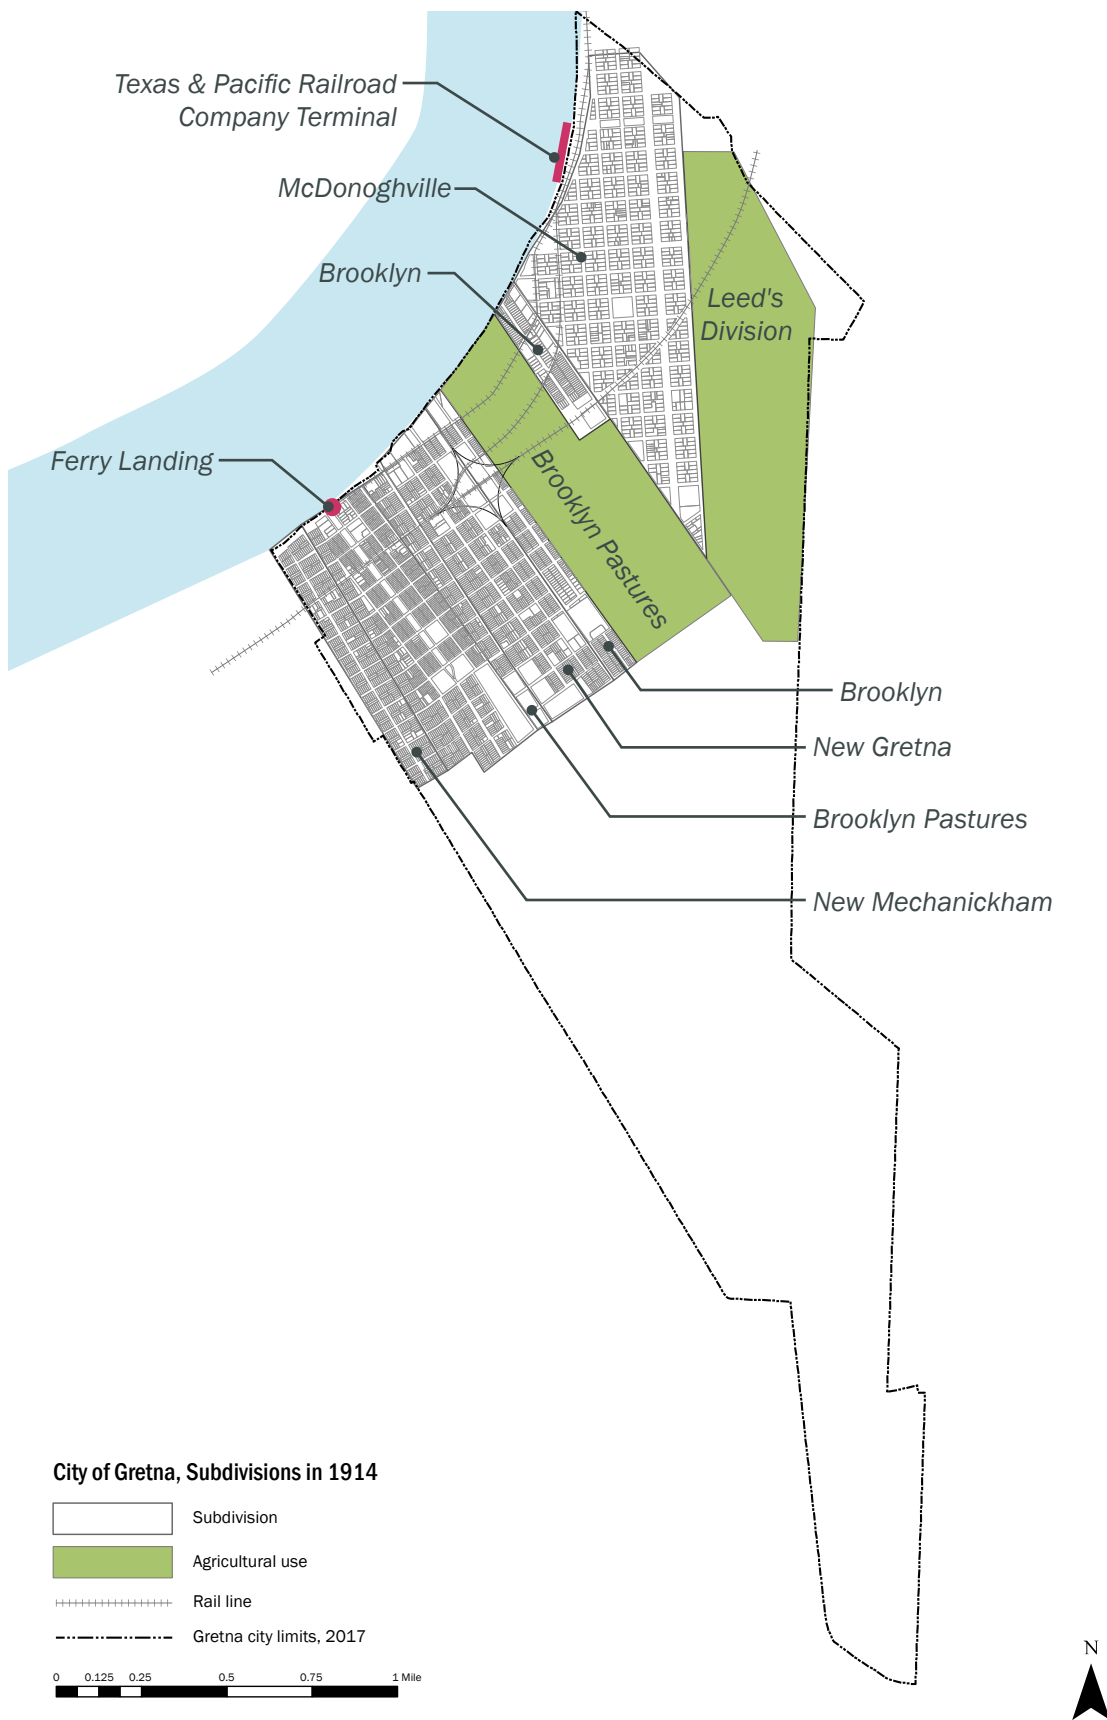 Texas & Pacific Railroad
Company Terminal
McDonoghville
Brooklyn
Leed's
Division
Ferry Landing
Brooklyn Pastures
Brooklyn
New Gretna
Brooklyn Pastures
New Mechanickham
City of Gretna, Subdivisions in 1914
Subdivision
Agricultural use
Rail line
Gretna city limits, 2017
0 0.125 0.25 0.5 0.75 1 Mile
N